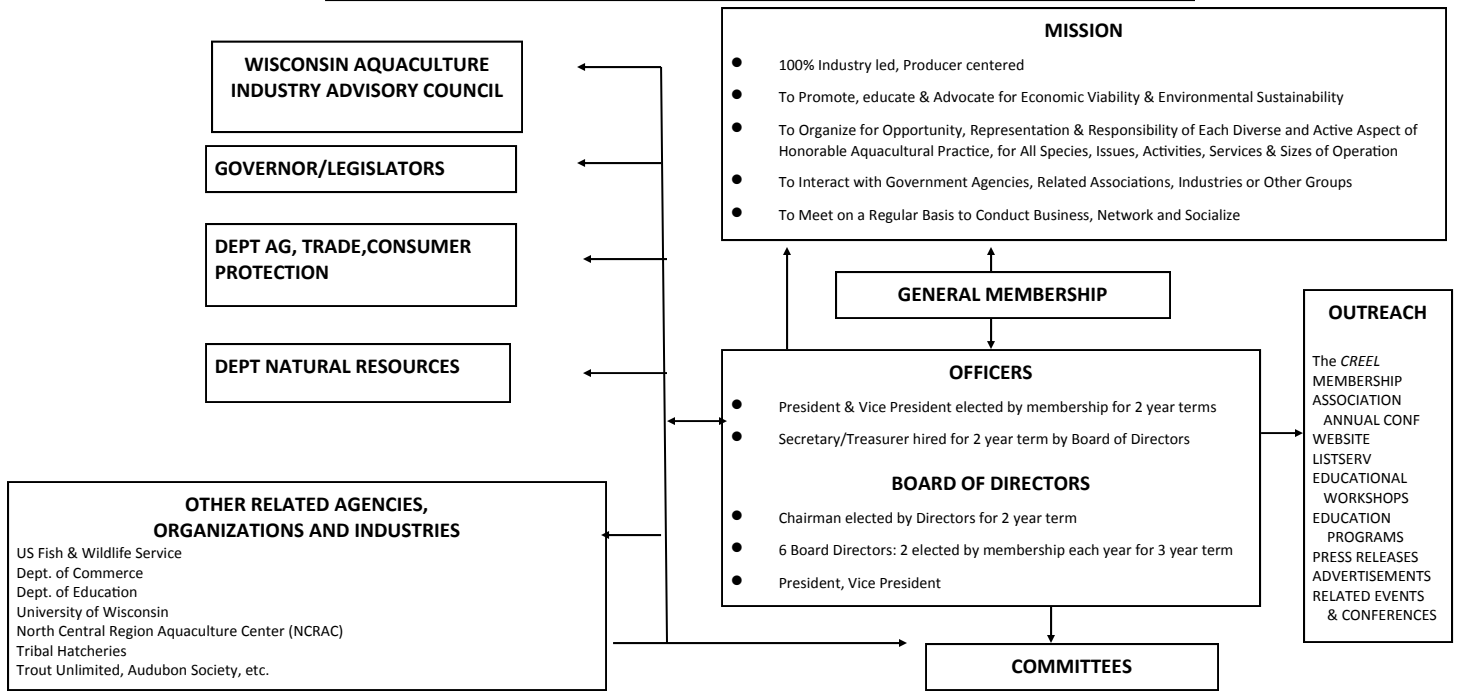 WISCONSIN AQUACULTURE
INDUSTRY ADVISORY COUNCIL
GOVERNOR/LEGISLATORS
DEPT AG, TRADE,CONSUMER
PROTECTION
DEPT NATURAL RESOURCES
OTHER RELATED AGENCIES,
ORGANIZATIONS AND INDUSTRIES
US Fish & Wildlife Service
Dept. of Commerce
Dept. of Education
University of Wisconsin
North Central Region Aquaculture Center (NCRAC)
Tribal Hatcheries
Trout Unlimited, Audubon Society, etc.
MISSION
● 100% Industry led, Producer centered
● To Promote, educate & Advocate for Economic Viability & Environmental Sustainability
● To Organize for Opportunity, Representation & Responsibility of Each Diverse and Active Aspect of
Honorable Aquacultural Practice, for All Species, Issues, Activities, Services & Sizes of Operation
● To Interact with Government Agencies, Related Associations, Industries or Other Groups
● To Meet on a Regular Basis to Conduct Business, Network and Socialize
GENERAL MEMBERSHIP
OFFICERS
● President & Vice President elected by membership for 2 year terms
● Secretary/Treasurer hired for 2 year term by Board of Directors
BOARD OF DIRECTORS
● Chairman elected by Directors for 2 year term
● 6 Board Directors: 2 elected by membership each year for 3 year term
● President, Vice President
COMMITTEES
OUTREACH
The CREEL
MEMBERSHIP
ASSOCIATION
ANNUAL CONF
WEBSITE
LISTSERV
EDUCATIONAL
WORKSHOPS
EDUCATION
PROGRAMS
PRESS RELEASES
ADVERTISEMENTS
RELATED EVENTS
& CONFERENCES